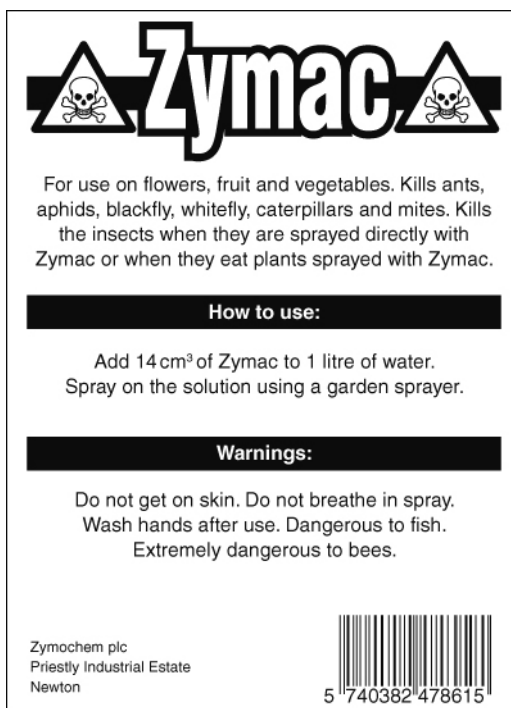 Zymac
For use on flowers, fruit and vegetables. Kills ants,
aphids, blackfly, whitefly, caterpillars and mites. Kills
the insects when they are sprayed directly with
Zymac or when they eat plants sprayed with Zymac.
How to use:
Add 14 cm³ of Zymac to 1 litre of water.
Spray on the solution using a garden sprayer.
Warnings:
Do not get on skin. Do not breathe in spray.
Wash hands after use. Dangerous to fish.
Extremely dangerous to bees.
Zymochem plc
Priestly Industrial Estate
Newton
5 740382 478615